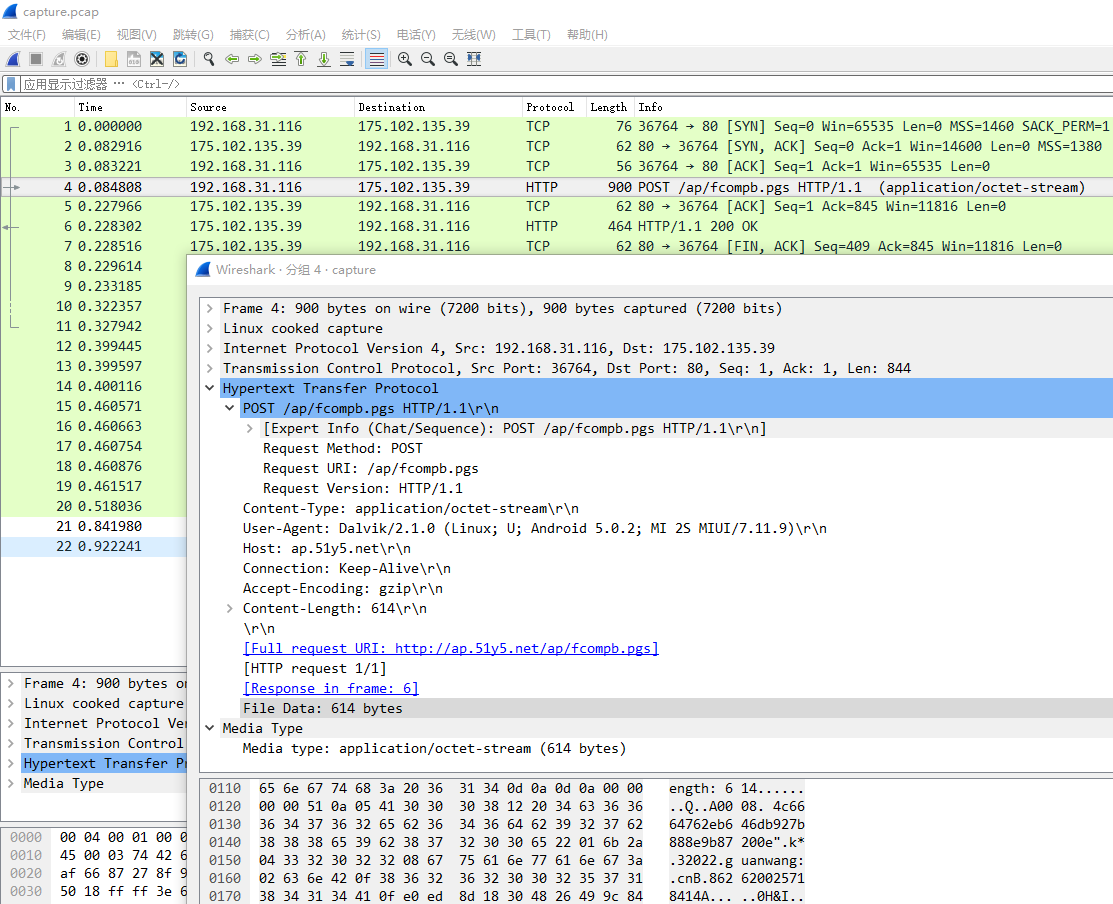 capture.pcap
文件(F) 编辑(E) 视图(V) 跳转(G) 捕获(C) 分析(A) 统计(S) 电话(Y) 无线(W) 工具(T) 帮助(H)
应用显示过滤器 … <Ctrl-/>
No. Time Source Destination Protocol Length Info
1 0.000000 192.168.31.116 175.102.135.39 TCP 76 36764 → 80 [SYN] Seq=0 Win=65535 Len=0 MSS=1460 SACK_PERM=1
2 0.082916 175.102.135.39 192.168.31.116 TCP 62 80 → 36764 [SYN, ACK] Seq=0 Ack=1 Win=14600 Len=0 MSS=1380
3 0.083221 192.168.31.116 175.102.135.39 TCP 56 36764 → 80 [ACK] Seq=1 Ack=1 Win=65535 Len=0
4 0.084808 192.168.31.116 175.102.135.39 HTTP 900 POST /ap/fcompb.pgs HTTP/1.1 (application/octet-stream)
5 0.227966 175.102.135.39 192.168.31.116 TCP 62 80 → 36764 [ACK] Seq=1 Ack=845 Win=11816 Len=0
6 0.228302 175.102.135.39 192.168.31.116 HTTP 464 HTTP/1.1 200 OK
7 0.228516 175.102.135.39 192.168.31.116 TCP 62 80 → 36764 [FIN, ACK] Seq=409 Ack=845 Win=11816 Len=0
8 0.229614
9 0.233185
10 0.322357
11 0.327942
12 0.399445
13 0.399597
14 0.400116
15 0.460571
16 0.460663
17 0.460754
18 0.460876
19 0.461517
20 0.518036
21 0.841980
22 0.922241
Frame 4: 900 bytes on
Linux cooked capture
Internet Protocol Ver
Transmission Control
Hypertext Transfer Pr
Media Type
0000 00 04 00 01 00 0
0010 45 00 03 74 42 6
0020 af 66 87 27 8f 9
0030 50 18 ff ff 3e 6
Wireshark · 分组 4 · capture
Frame 4: 900 bytes on wire (7200 bits), 900 bytes captured (7200 bits)
Linux cooked capture
Internet Protocol Version 4, Src: 192.168.31.116, Dst: 175.102.135.39
Transmission Control Protocol, Src Port: 36764, Dst Port: 80, Seq: 1, Ack: 1, Len: 844
Hypertext Transfer Protocol
POST /ap/fcompb.pgs HTTP/1.1\r\n
[Expert Info (Chat/Sequence): POST /ap/fcompb.pgs HTTP/1.1\r\n]
Request Method: POST
Request URI: /ap/fcompb.pgs
Request Version: HTTP/1.1
Content-Type: application/octet-stream\r\n
User-Agent: Dalvik/2.1.0 (Linux; U; Android 5.0.2; MI 2S MIUI/7.11.9)\r\n
Host: ap.51y5.net\r\n
Connection: Keep-Alive\r\n
Accept-Encoding: gzip\r\n
Content-Length: 614\r\n
\r\n
[Full request URI: http://ap.51y5.net/ap/fcompb.pgs]
[HTTP request 1/1]
[Response in frame: 6]
File Data: 614 bytes
Media Type
Media type: application/octet-stream (614 bytes)
0110 65 6e 67 74 68 3a 20 36 31 34 0d 0a 0d 0a 00 00 ength: 6 14......
0120 00 00 51 0a 05 41 30 30 30 38 12 20 34 63 36 36 ..Q..A00 08. 4c66
0130 36 34 37 36 32 65 62 36 34 36 64 62 39 32 37 62 64762eb6 46db927b
0140 38 38 38 65 39 62 38 37 32 30 30 65 22 01 6b 2a 888e9b87 200e".k*
0150 04 33 32 30 32 32 08 67 75 61 6e 77 61 6e 67 3a .32022.g uanwang:
0160 02 63 6e 42 0f 38 36 32 36 32 30 30 32 35 37 31 .cnB.862 62002571
0170 38 34 31 34 41 0f e0 ed 8d 18 30 48 26 49 9c 84 8414A... ..0H&I..